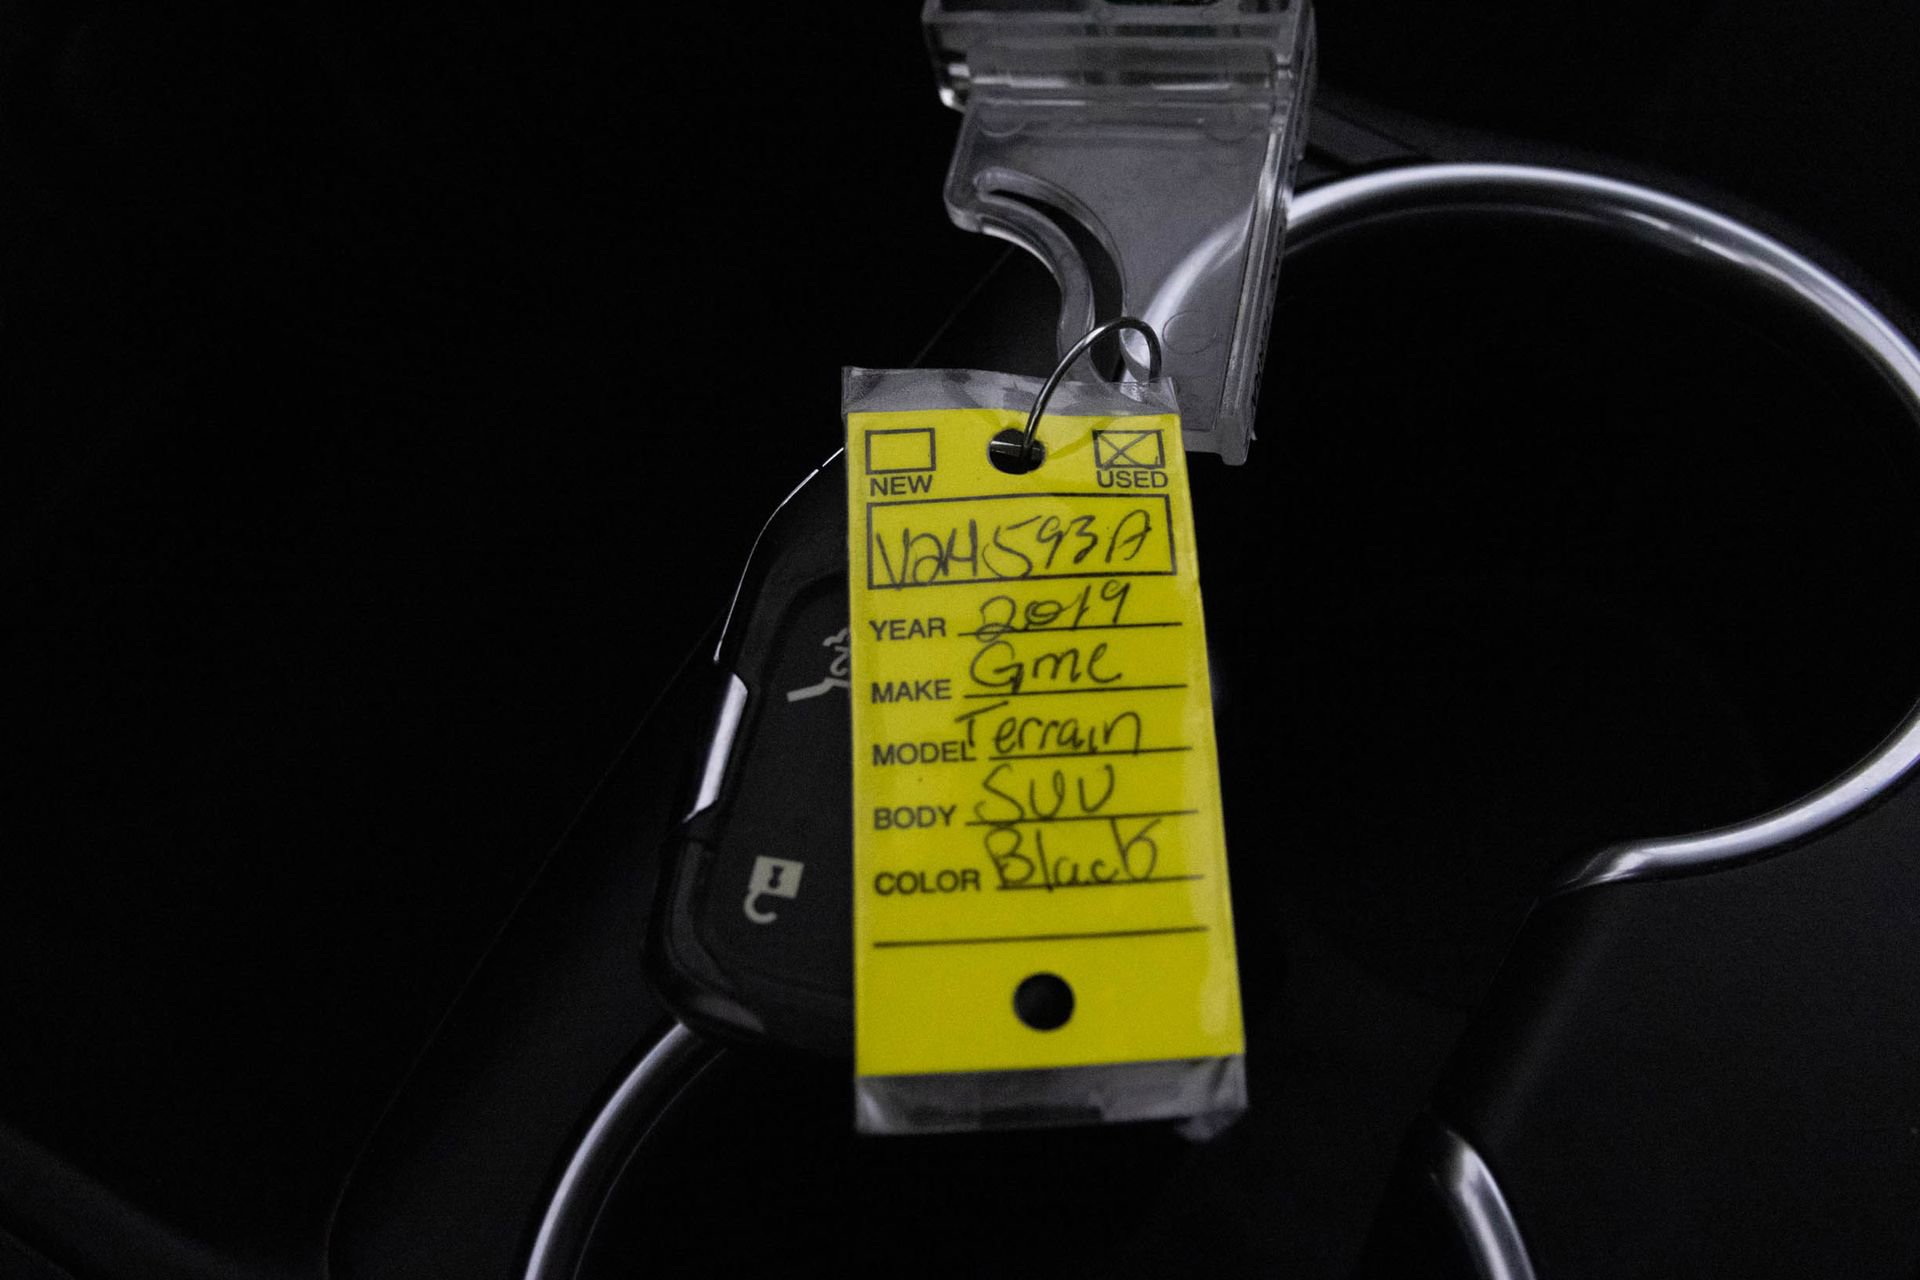 NEW USED
V24593A
YEAR 2019
MAKE Gmc
MODEL Terrain
BODY SUV
COLOR Black